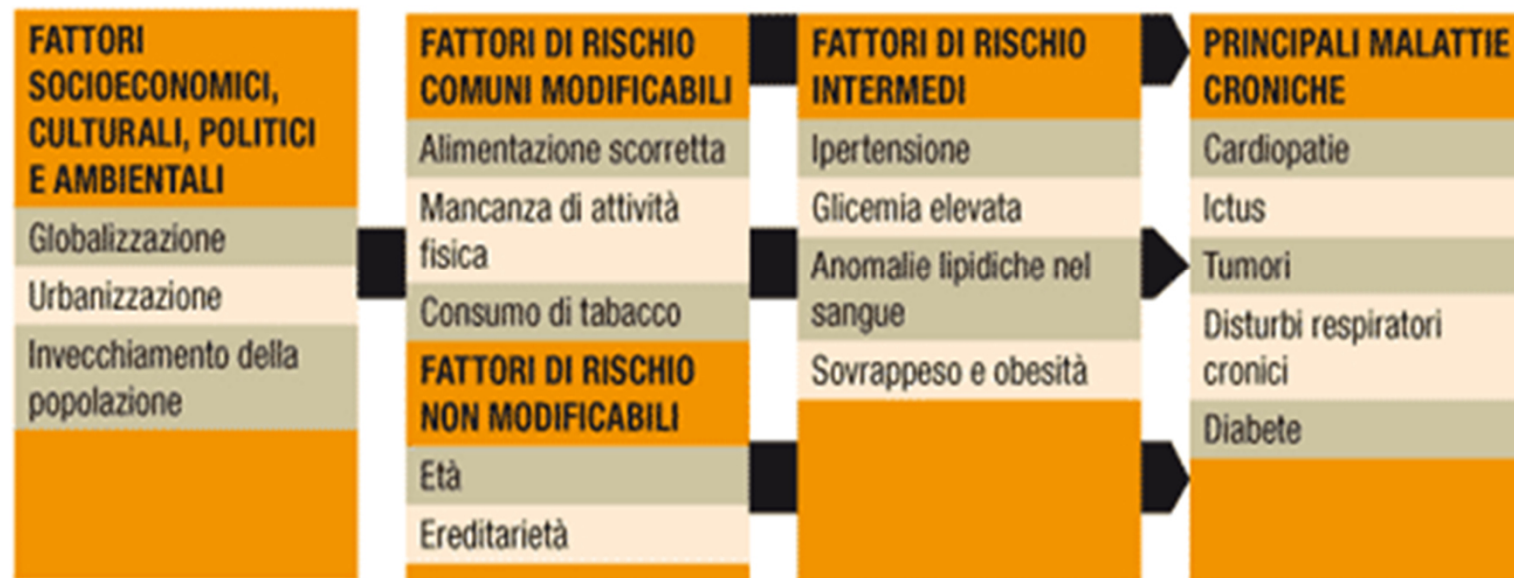 FATTORI
SOCIOECONOMICI,
CULTURALI, POLITICI
E AMBIENTALI
Globalizzazione
Urbanizzazione
Invecchiamento della
popolazione
FATTORI DI RISCHIO
COMUNI MODIFICABILI
Alimentazione scorretta
Mancanza di attività
fisica
Consumo di tabacco
FATTORI DI RISCHIO
NON MODIFICABILI
Età
Ereditarietà
FATTORI DI RISCHIO
INTERMEDI
Ipertensione
Glicemia elevata
Anomalie lipidiche nel
sangue
Sovrappeso e obesità
PRINCIPALI MALATTIE
CRONICHE
Cardiopatie
Ictus
Tumori
Disturbi respiratori
cronici
Diabete